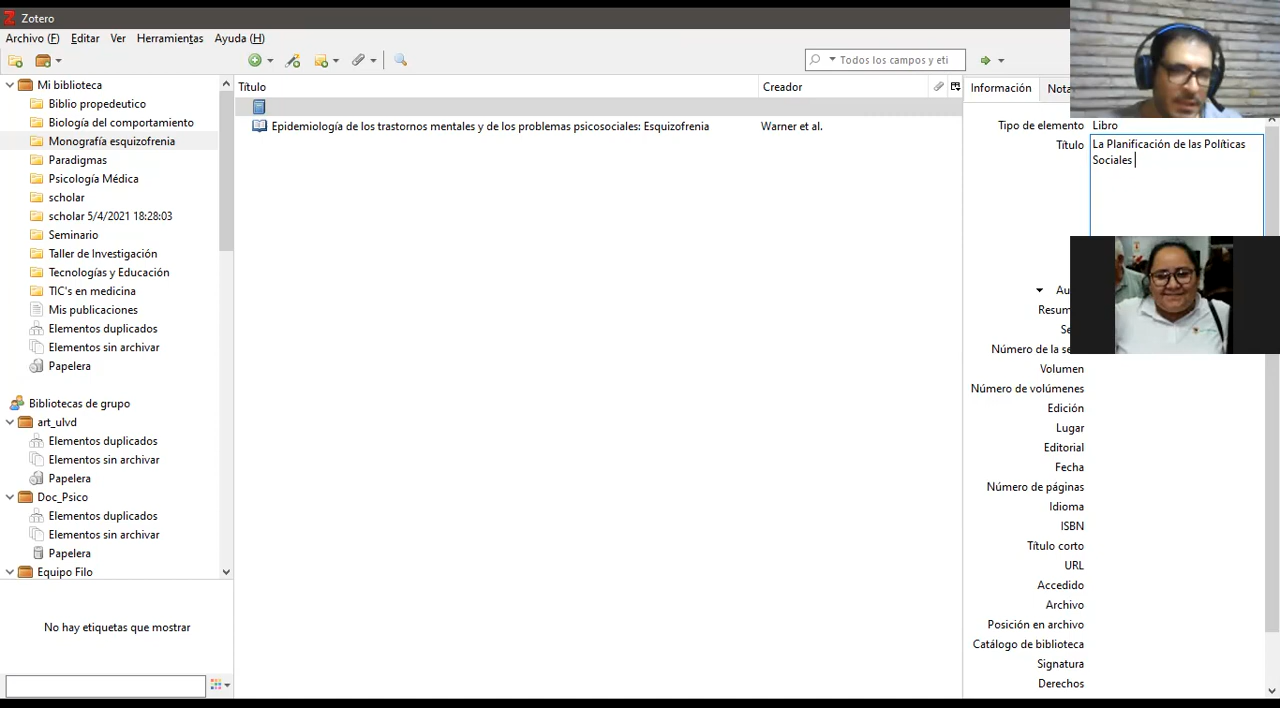 Zotero
Archivo (F) Editar Ver Herramientas Ayuda (H)
Todos los campos y eti
Mi biblioteca
Biblio propedeutico
Biología del comportamiento
Monografía esquizofrenia
Paradigmas
Psicología Médica
scholar
scholar 5/4/2021 18:28:03
Seminario
Taller de Investigación
Tecnologías y Educación
TIC's en medicina
Mis publicaciones
Elementos duplicados
Elementos sin archivar
Papelera
Bibliotecas de grupo
art_ulvd
Elementos duplicados
Elementos sin archivar
Papelera
Doc_Psico
Elementos duplicados
Elementos sin archivar
Papelera
Equipo Filo
No hay etiquetas que mostrar
Título Creador
Epidemiología de los trastornos mentales y de los problemas psicosociales: Esquizofrenia Warner et al.
Información Nota
Tipo de elemento Libro
Título La Planificación de las Políticas
Sociales
Au
Resum
Se
Número de la se
Volumen
Número de volúmenes
Edición
Lugar
Editorial
Fecha
Número de páginas
Idioma
ISBN
Título corto
URL
Accedido
Archivo
Posición en archivo
Catálogo de biblioteca
Signatura
Derechos